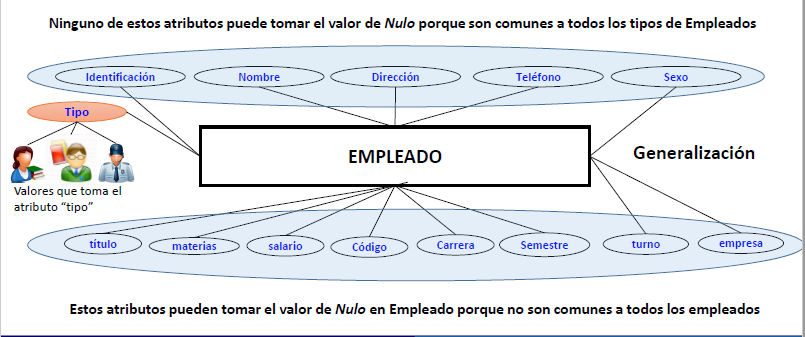 Ninguno de estos atributos puede tomar el valor de Nulo porque son comunes a todos los tipos de Empleados
Identificación
Nombre
Dirección
Teléfono
Sexo
Tipo
EMPLEADO
Generalización
Valores que toma el
atributo “tipo”
título
materias
salario
Código
Carrera
Semestre
turno
empresa
Estos atributos pueden tomar el valor de Nulo en Empleado porque no son comunes a todos los empleados